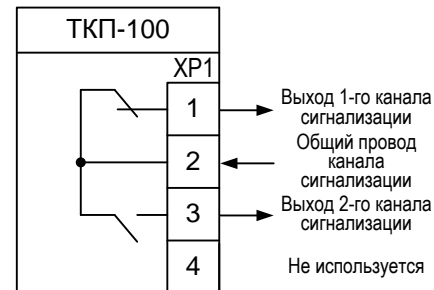 ТКП-100
XP1
1
Выход 1-го канала
сигнализации
2
Общий провод
канала
сигнализации
3
Выход 2-го канала
сигнализации
4
Не используется